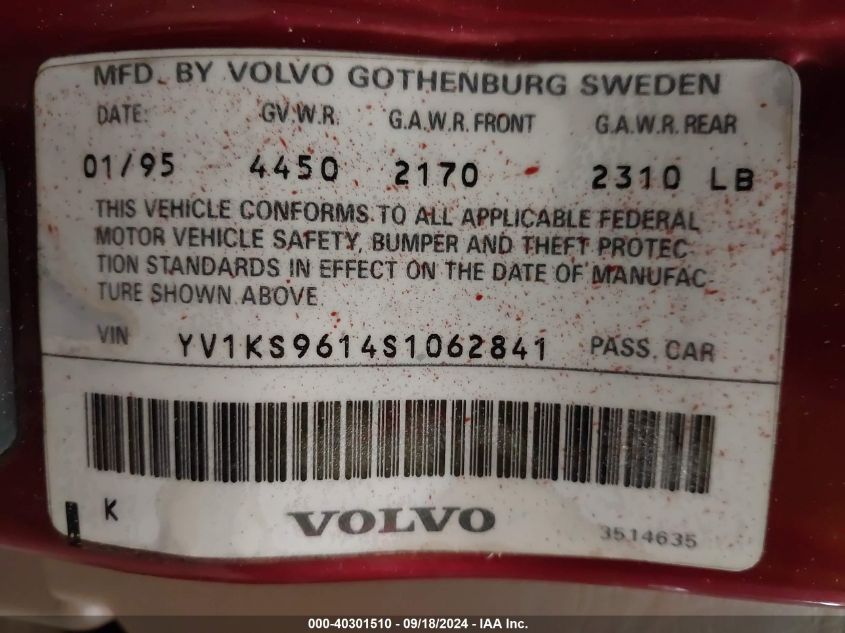 MFD. BY VOLVO GOTHENBURG SWEDEN
DATE: G.V.W.R. G.A.W.R. FRONT G.A.W.R. REAR
01/95 4450 2170 2310 LB
THIS VEHICLE CONFORMS TO ALL APPLICABLE FEDERAL
MOTOR VEHICLE SAFETY, BUMPER AND THEFT PROTEC-
TION STANDARDS IN EFFECT ON THE DATE OF MANUFAC-
TURE SHOWN ABOVE
VIN YV1KS9614S1062841 PASS. CAR
K VOLVO 3514635
000-40301510 - 09/18/2024 - IAA Inc.